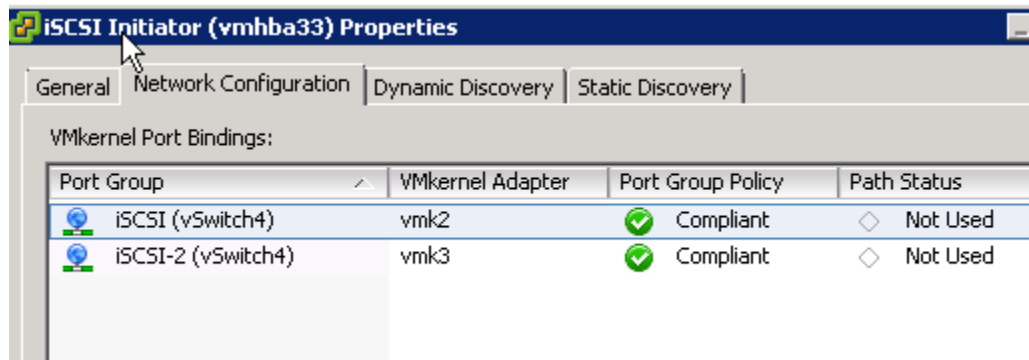 iSCSI Initiator (vmhba33) Properties
General Network Configuration Dynamic Discovery Static Discovery
VMkernel Port Bindings:
Port Group VMkernel Adapter Port Group Policy Path Status
iSCSI (vSwitch4) vmk2 Compliant Not Used
iSCSI-2 (vSwitch4) vmk3 Compliant Not Used